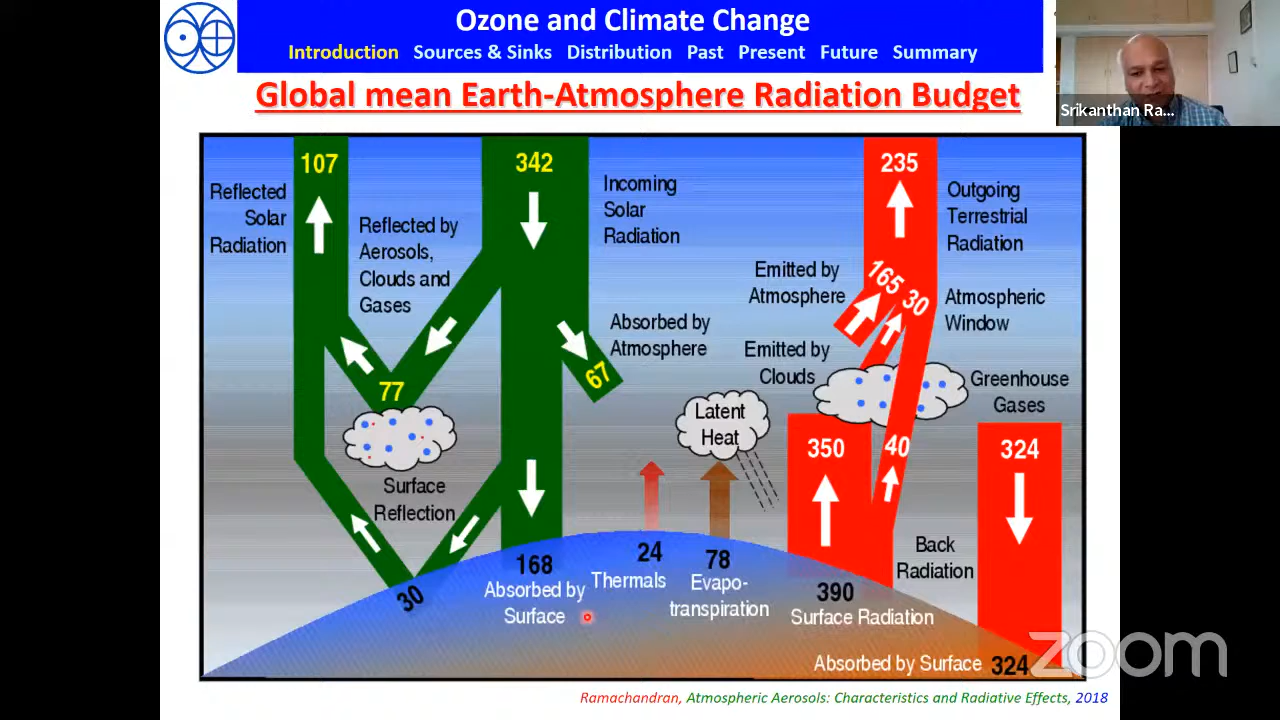 Ozone and Climate Change
Introduction Sources & Sinks Distribution Past Present Future Summary
Srikanthan Ra...
Global mean Earth-Atmosphere Radiation Budget
107
Reflected
Solar
Radiation
Reflected by
Aerosols,
Clouds and
Gases
77
342
Incoming
Solar
Radiation
Absorbed by
Atmosphere
67
235
Outgoing
Terrestrial
Radiation
Emitted by
Atmosphere
165
30
Atmospheric
Window
Emitted by
Clouds
Greenhouse
Gases
Latent
Heat
350
40
324
Surface
Reflection
30
168
Absorbed by
Surface
24
Thermals
78
Evapo-
transpiration
390
Surface Radiation
Back
Radiation
Absorbed by Surface 324
zoom
Ramachandran, Atmospheric Aerosols: Characteristics and Radiative Effects, 2018